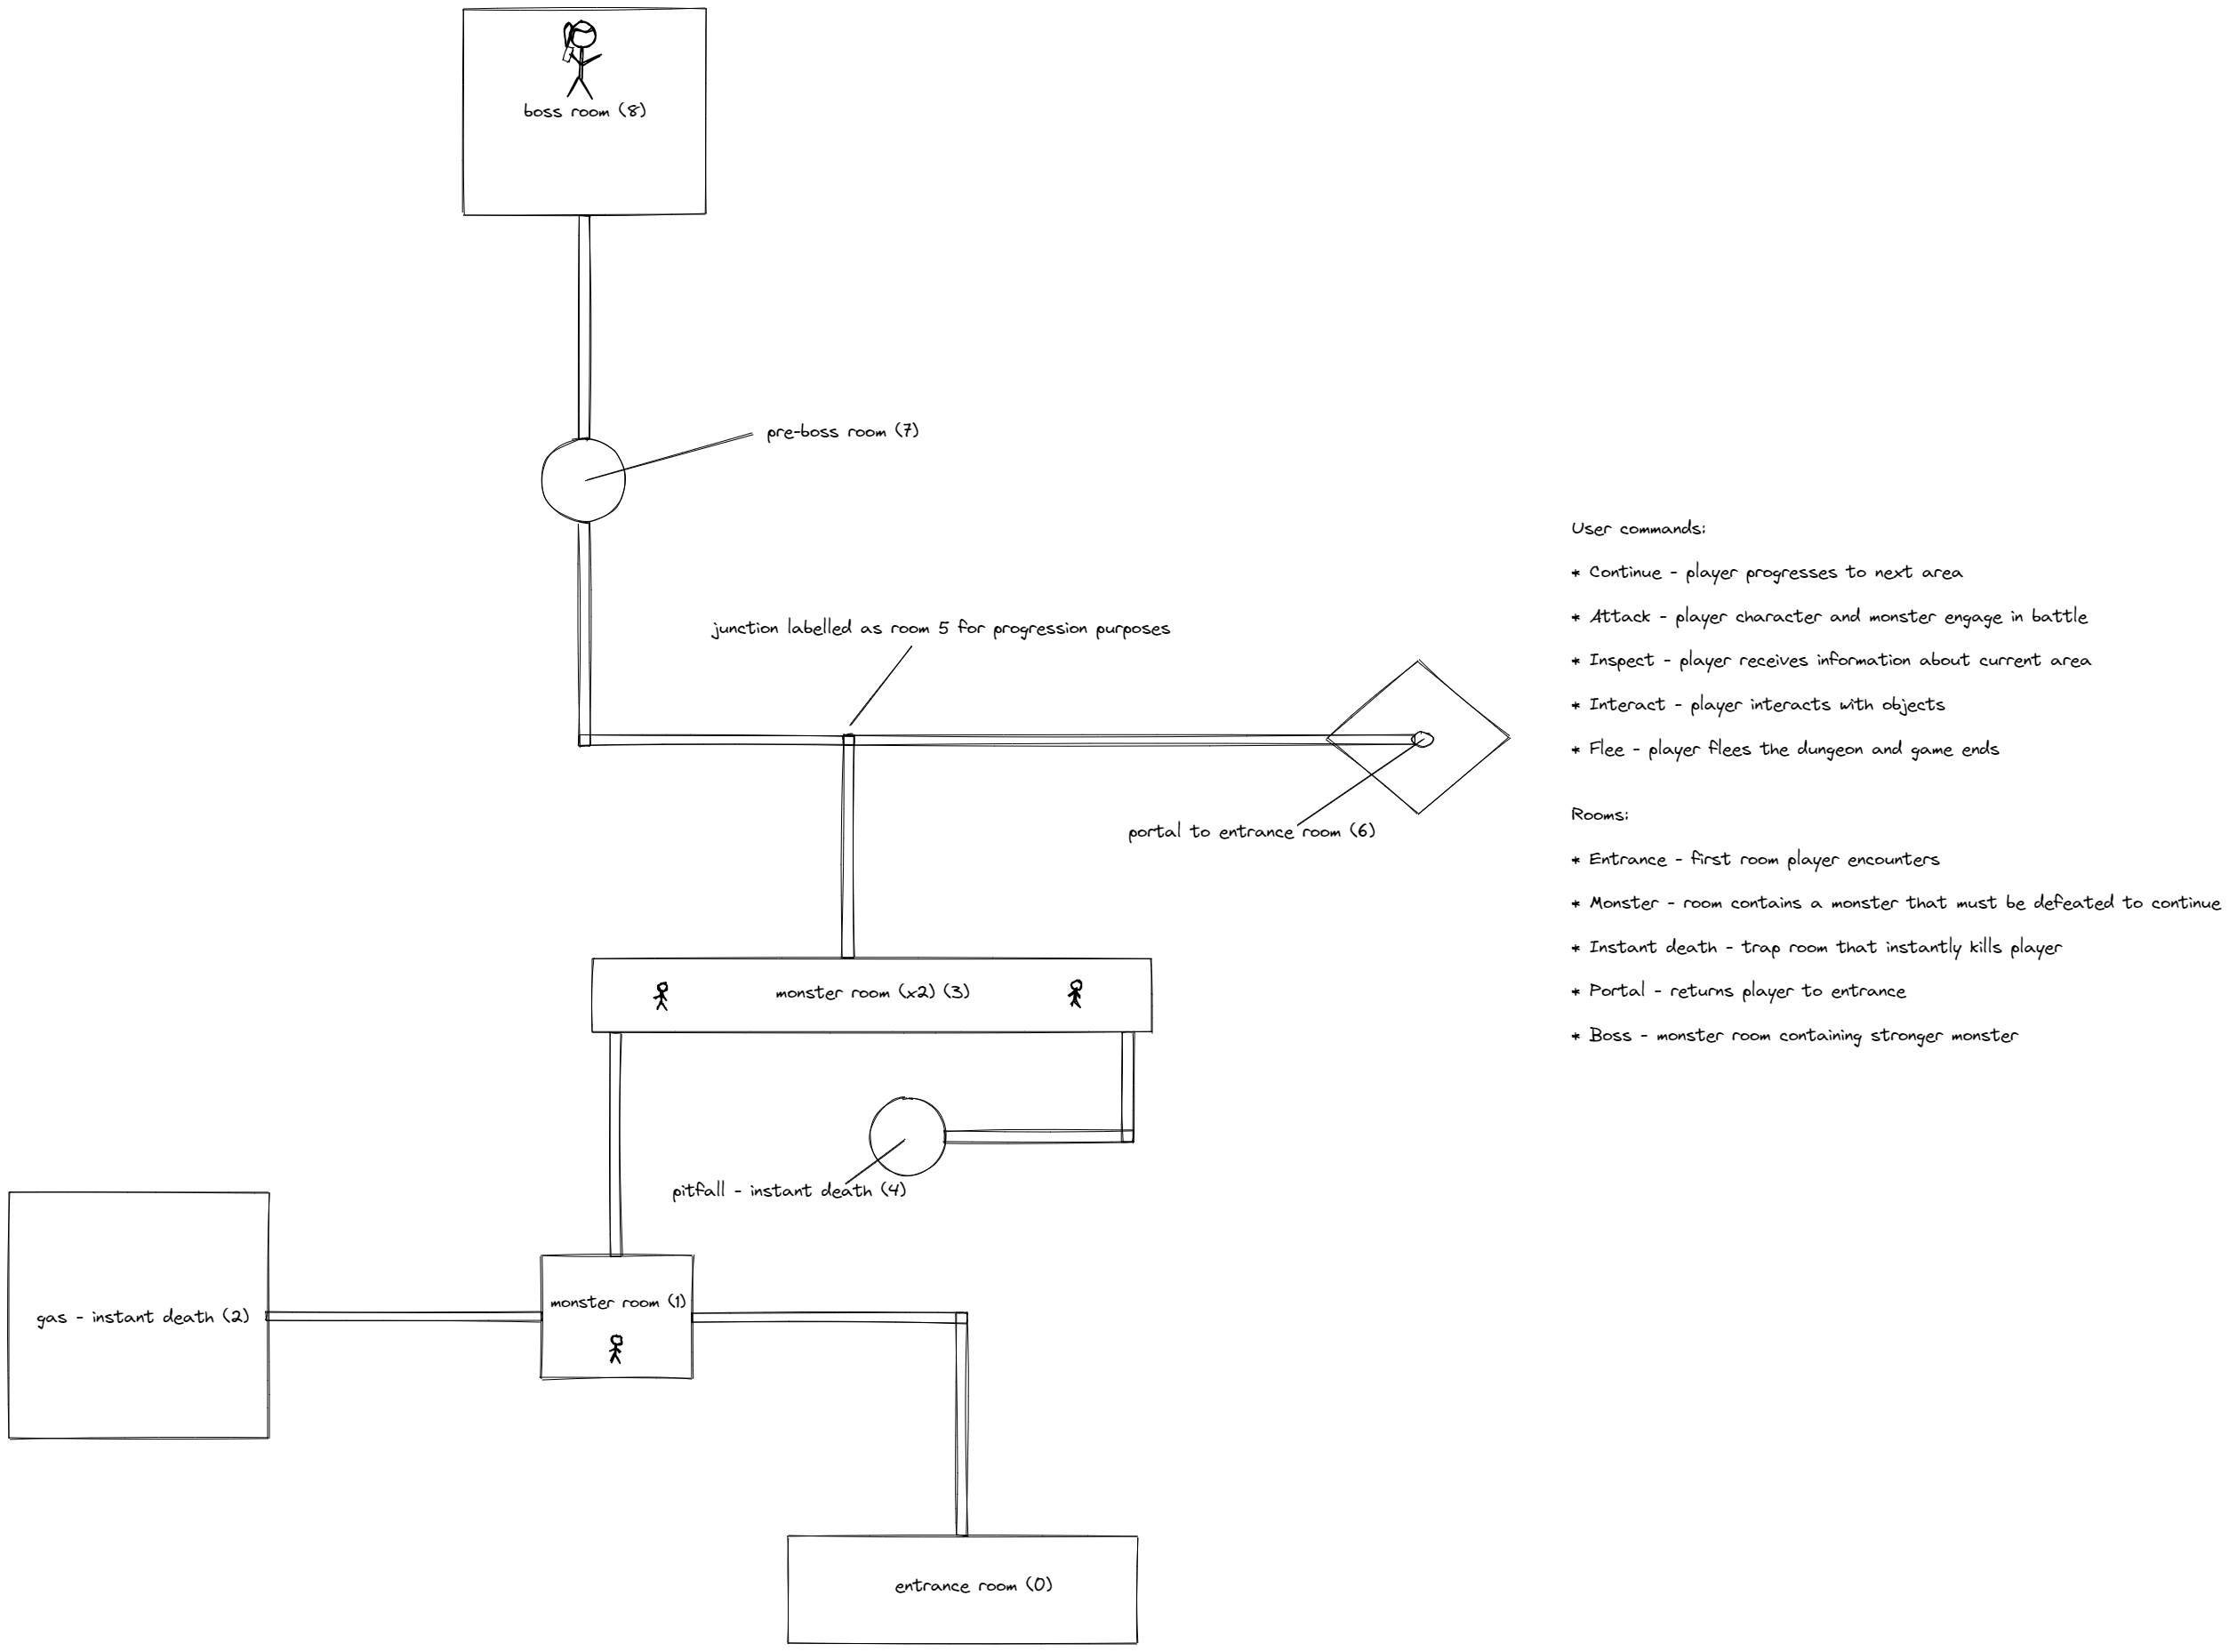 boss room (8)
pre-boss room (7)
junction labelled as room 5 for progression purposes
portal to entrance room (6)
monster room (x2) (3)
pitfall - instant death (4)
gas - instant death (2)
monster room (1)
entrance room (0)
User commands:
* Continue - player progresses to next area
* Attack - player character and monster engage in battle
* Inspect - player receives information about current area
* Interact - player interacts with objects
* Flee - player flees the dungeon and game ends
Rooms:
* Entrance - first room player encounters
* Monster - room contains a monster that must be defeated to continue
* Instant death - trap room that instantly kills player
* Portal - returns player to entrance
* Boss - monster room containing stronger monster